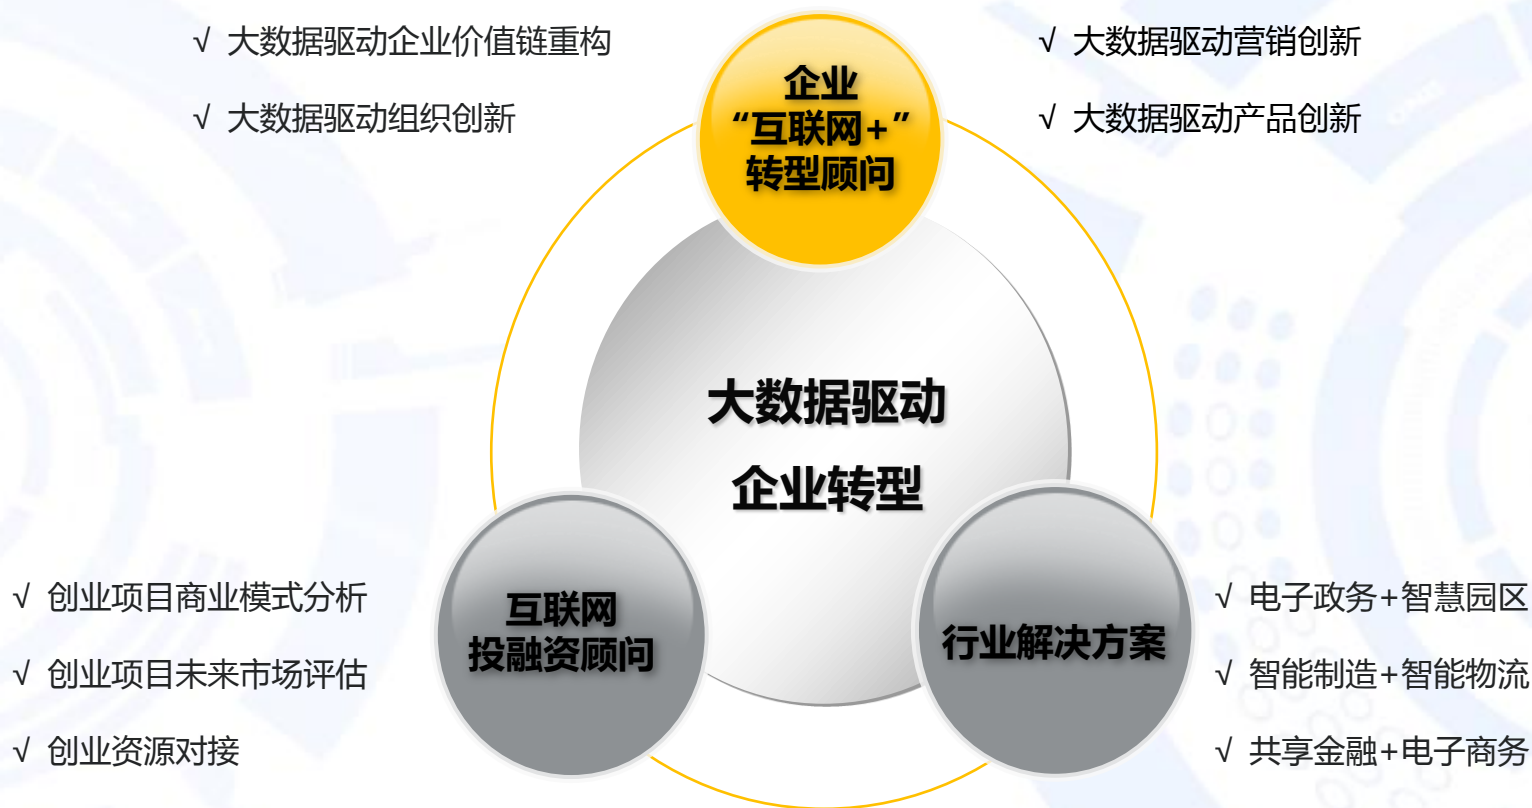 √ 大数据驱动企业价值链重构
√ 大数据驱动组织创新
企业
“互联网+”
转型顾问
√ 大数据驱动营销创新
√ 大数据驱动产品创新
大数据驱动
企业转型
互联网
投融资顾问
行业解决方案
√ 创业项目商业模式分析
√ 创业项目未来市场评估
√ 创业资源对接
√ 电子政务+智慧园区
√ 智能制造+智能物流
√ 共享金融+电子商务